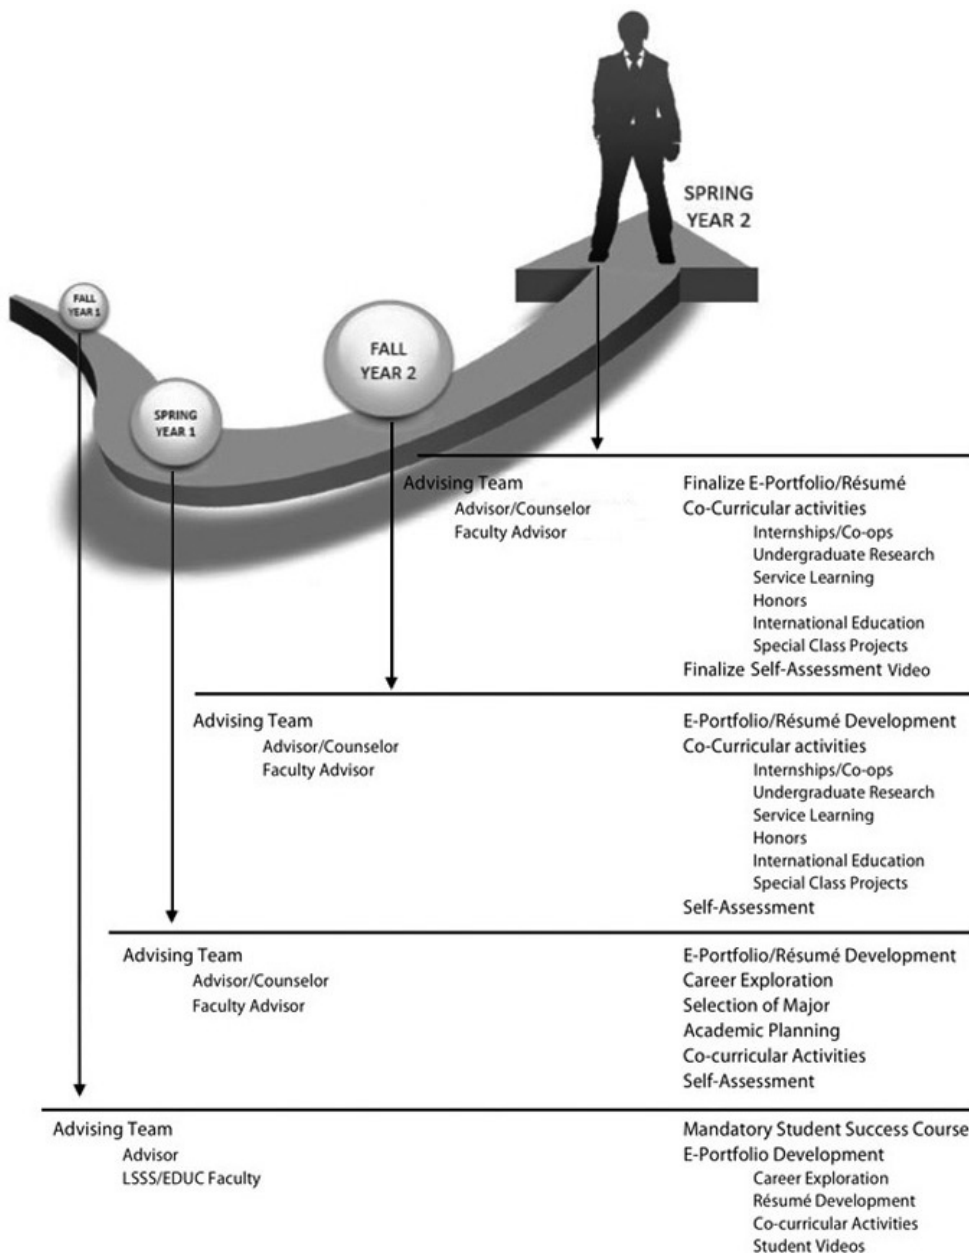 SPRING
YEAR 2
FALL
YEAR 1
FALL
YEAR 2
SPRING
YEAR 1
Advising Team
Advisor/Counselor
Faculty Advisor
Finalize E-Portfolio/Résumé
Co-Curricular activities
Internships/Co-ops
Undergraduate Research
Service Learning
Honors
International Education
Special Class Projects
Finalize Self-Assessment Video
Advising Team
Advisor/Counselor
Faculty Advisor
E-Portfolio/Résumé Development
Co-Curricular activities
Internships/Co-ops
Undergraduate Research
Service Learning
Honors
International Education
Special Class Projects
Self-Assessment
Advising Team
Advisor/Counselor
Faculty Advisor
E-Portfolio/Résumé Development
Career Exploration
Selection of Major
Academic Planning
Co-curricular Activities
Self-Assessment
Advising Team
Advisor
LSSS/EDUC Faculty
Mandatory Student Success Course
E-Portfolio Development
Career Exploration
Résumé Development
Co-curricular Activities
Student Videos